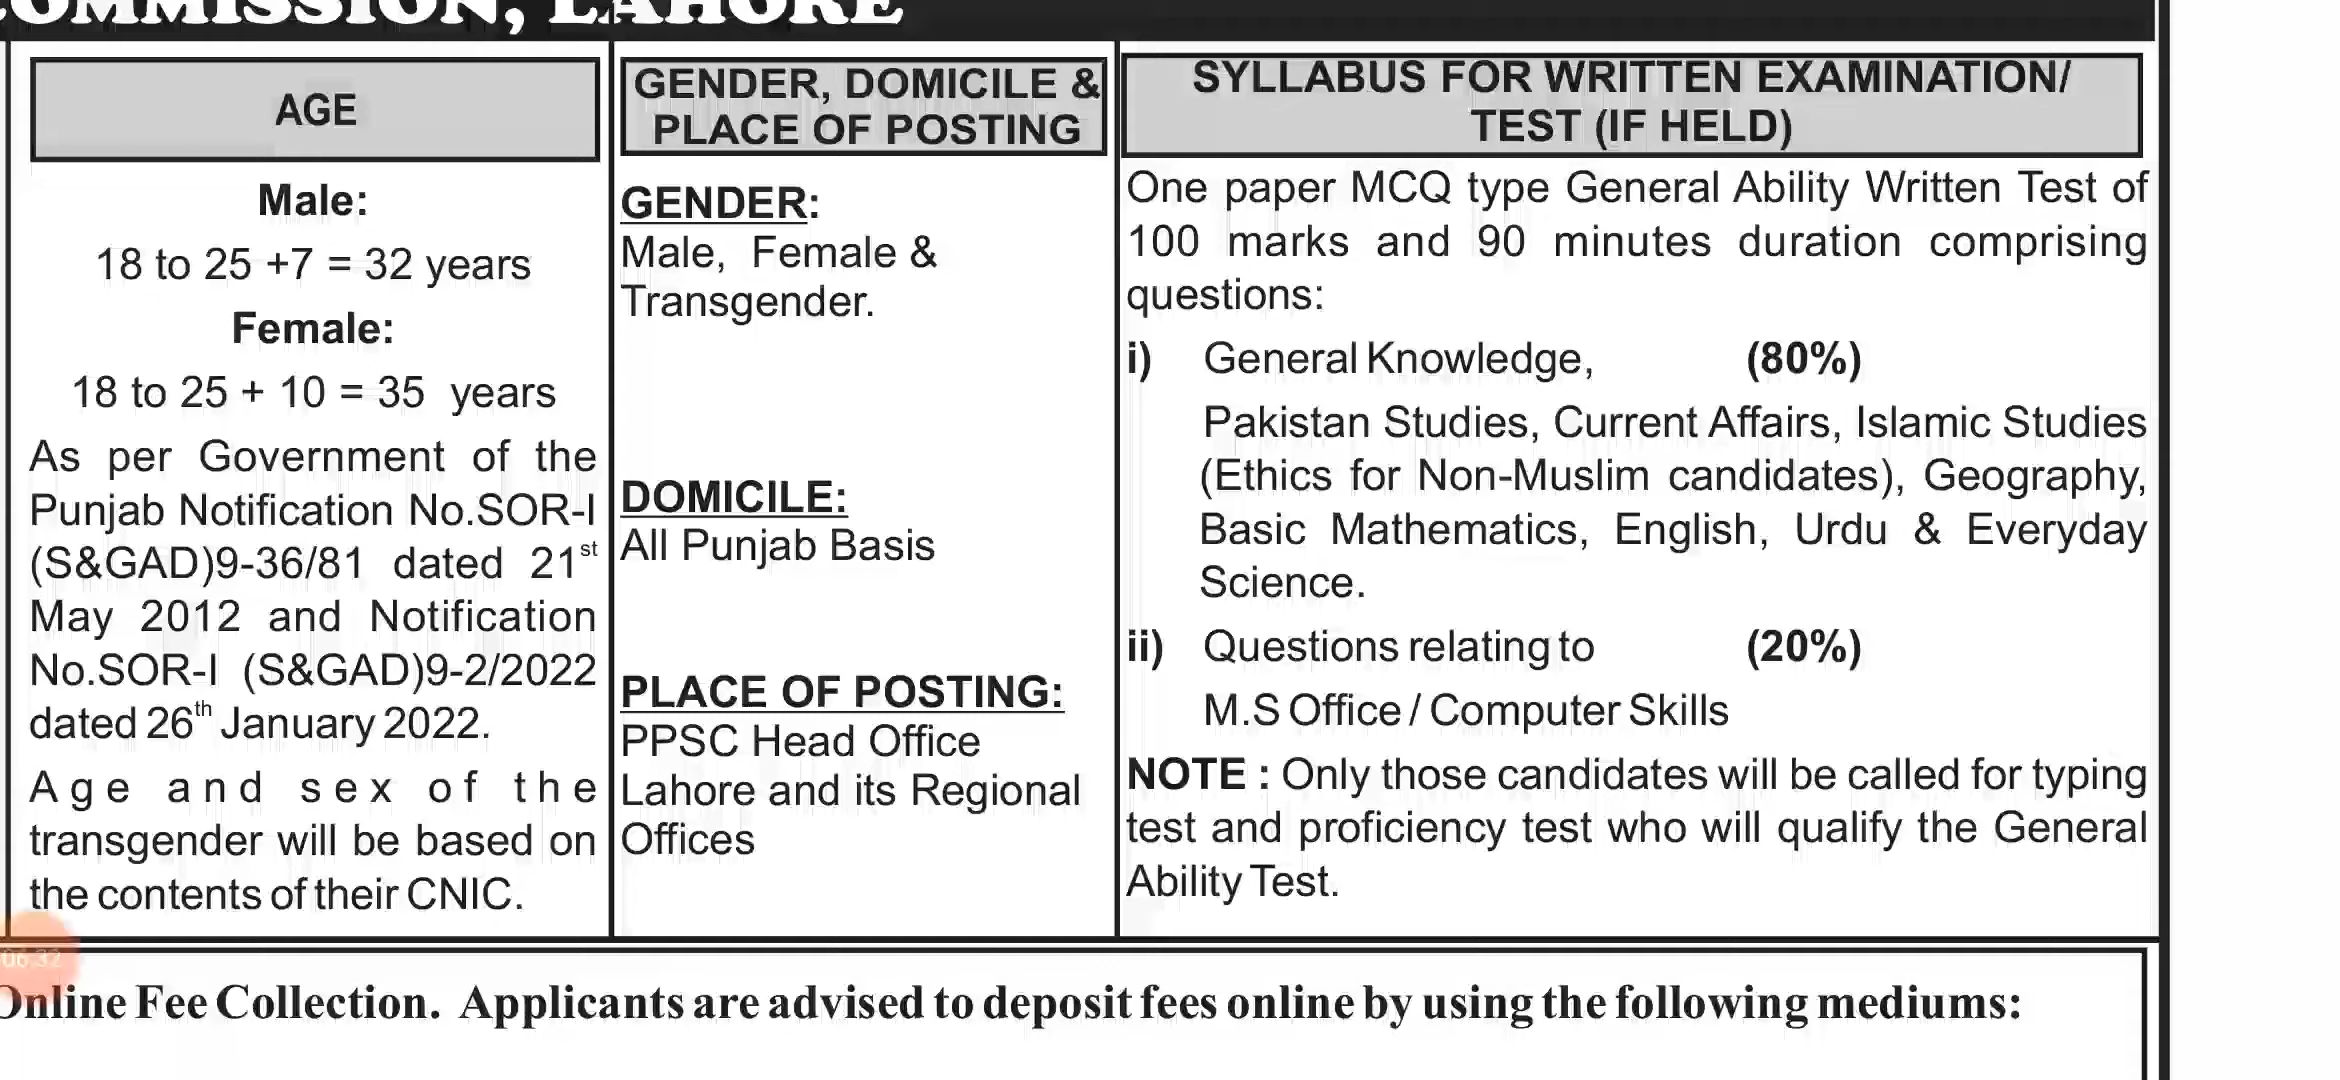 COMMISSION, LAHORE
AGE
Male:
18 to 25 +7 = 32 years
Female:
18 to 25 + 10 = 35 years
As per Government of the
Punjab Notification No.SOR-I
(S&GAD)9-36/81 dated 21st
May 2012 and Notification
No.SOR-I (S&GAD)9-2/2022
dated 26th January 2022.
Age and sex of the
transgender will be based on
the contents of their CNIC.
GENDER, DOMICILE &
PLACE OF POSTING
GENDER:
Male, Female &
Transgender.
DOMICILE:
All Punjab Basis
PLACE OF POSTING:
PPSC Head Office
Lahore and its Regional
Offices
SYLLABUS FOR WRITTEN EXAMINATION/
TEST (IF HELD)
One paper MCQ type General Ability Written Test of
100 marks and 90 minutes duration comprising
questions:
i) General Knowledge, (80%)
Pakistan Studies, Current Affairs, Islamic Studies
(Ethics for Non-Muslim candidates), Geography,
Basic Mathematics, English, Urdu & Everyday
Science.
ii) Questions relating to (20%)
M.S Office / Computer Skills
NOTE : Only those candidates will be called for typing
test and proficiency test who will qualify the General
Ability Test.
06:32
Online Fee Collection. Applicants are advised to deposit fees online by using the following mediums: